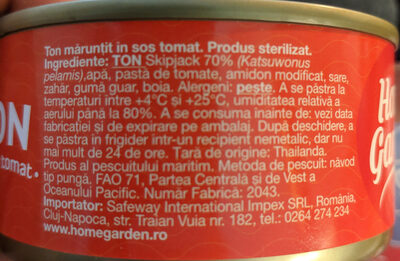 Ton mărunțit in sos tomat. Produs sterilizat.
Ingrediente: TON Skipjack 70% (Katsuwonus
pelamis),apă, pastă de tomate, amidon modificat, sare,
zahăr, gumă guar, boia. Alergeni: pește. A se păstra la
temperaturi între +4°C și +25°C, umiditatea relativă a
aerului până la 80%. A se consuma inainte de: vezi data
fabricației și de expirare pe ambalaj. După deschidere, a
se păstra în frigider intr-un recipient nemetalic, dar nu
mai mult de 24 de ore. Țară de origine: Thailanda.
Produs al pescuitului maritim. Metoda de pescuit: năvod
tip pungă, FAO 71, Partea Centrala și de Vest a
Oceanului Pacific. Număr Fabrică: 2043.
Importator: Safeway International Impex SRL, România,
Cluj-Napoca, str. Traian Vuia nr. 182, tel.: 0264 274 234
www.homegarden.ro
ON
tomat.
Ho
Ga